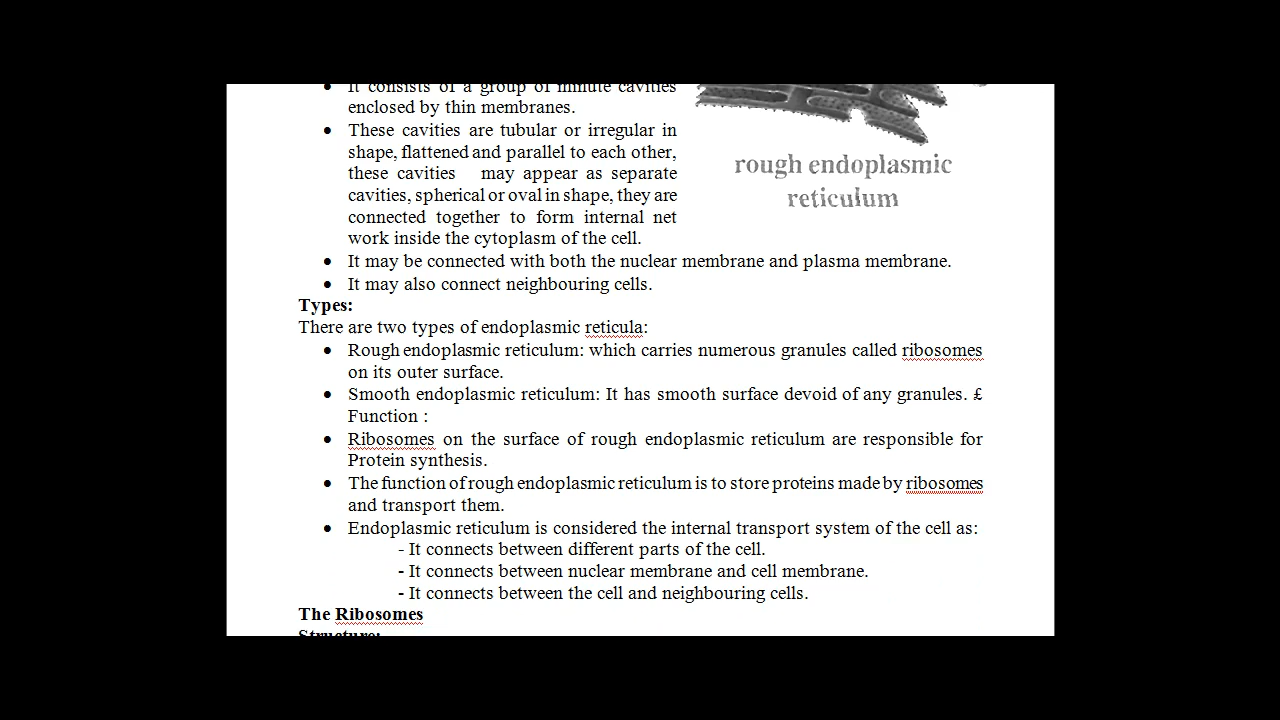 • It consists of a group of minute cavities
enclosed by thin membranes.
• These cavities are tubular or irregular in
shape, flattened and parallel to each other,
these cavities may appear as separate
cavities, spherical or oval in shape, they are
connected together to form internal net
work inside the cytoplasm of the cell.
rough endoplasmic
reticulum
• It may be connected with both the nuclear membrane and plasma membrane.
• It may also connect neighbouring cells.
Types:
There are two types of endoplasmic reticula:
• Rough endoplasmic reticulum: which carries numerous granules called ribosomes
on its outer surface.
• Smooth endoplasmic reticulum: It has smooth surface devoid of any granules. £
Function :
• Ribosomes on the surface of rough endoplasmic reticulum are responsible for
Protein synthesis.
• The function of rough endoplasmic reticulum is to store proteins made by ribosomes
and transport them.
• Endoplasmic reticulum is considered the internal transport system of the cell as:
- It connects between different parts of the cell.
- It connects between nuclear membrane and cell membrane.
- It connects between the cell and neighbouring cells.
The Ribosomes
Structure: